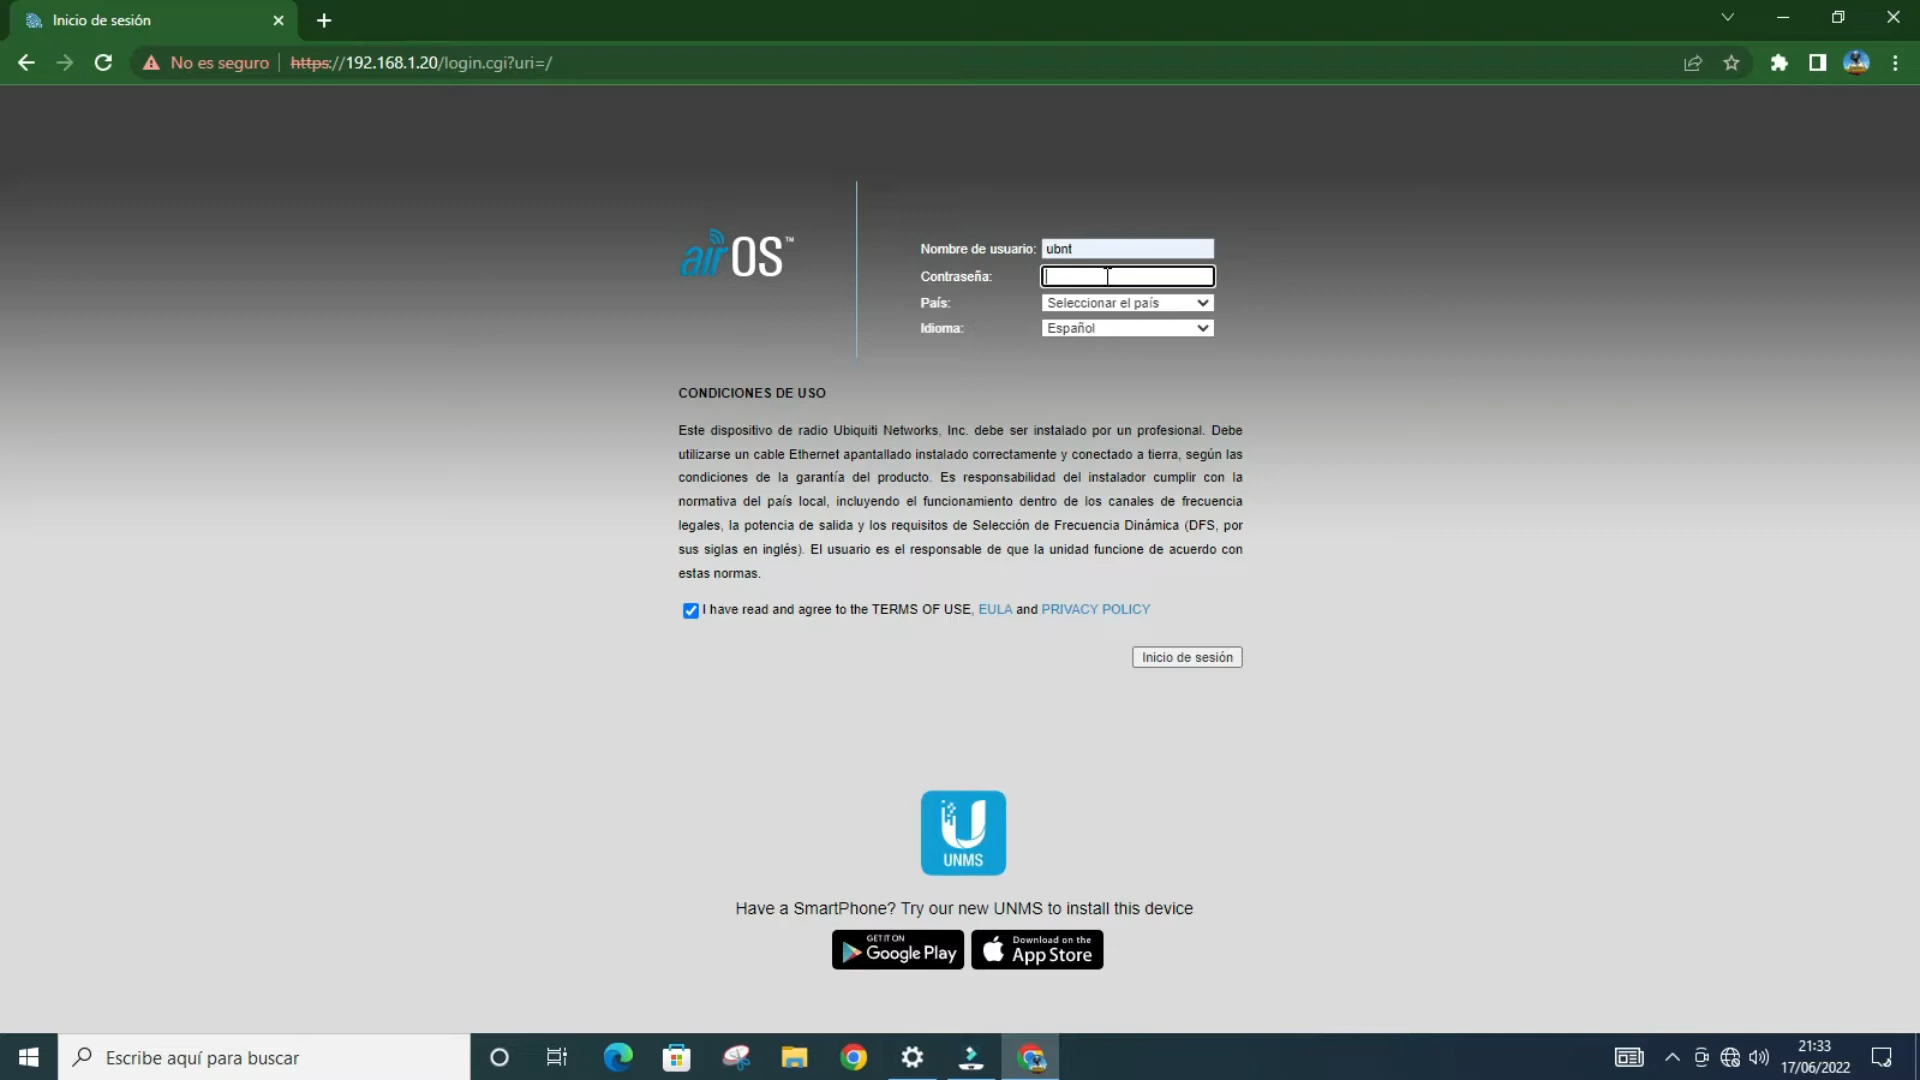 Inicio de sesión
No es seguro
https://192.168.1.20/login.cgi?uri=/
airOS™
Nombre de usuario: ubnt
Contraseña:
País: Seleccionar el país
Idioma: Español
CONDICIONES DE USO
Este dispositivo de radio Ubiquiti Networks, Inc. debe ser instalado por un profesional. Debe
utilizarse un cable Ethernet apantallado instalado correctamente y conectado a tierra, según las
condiciones de la garantía del producto. Es responsabilidad del instalador cumplir con la
normativa del país local, incluyendo el funcionamiento dentro de los canales de frecuencia
legales, la potencia de salida y los requisitos de Selección de Frecuencia Dinámica (DFS, por
sus siglas en inglés). El usuario es el responsable de que la unidad funcione de acuerdo con
estas normas.
I have read and agree to the TERMS OF USE, EULA and PRIVACY POLICY
Inicio de sesión
U
UNMS
Have a SmartPhone? Try our new UNMS to install this device
GET IT ON
Google Play
Download on the
App Store
Escribe aquí para buscar
21:33
17/06/2022